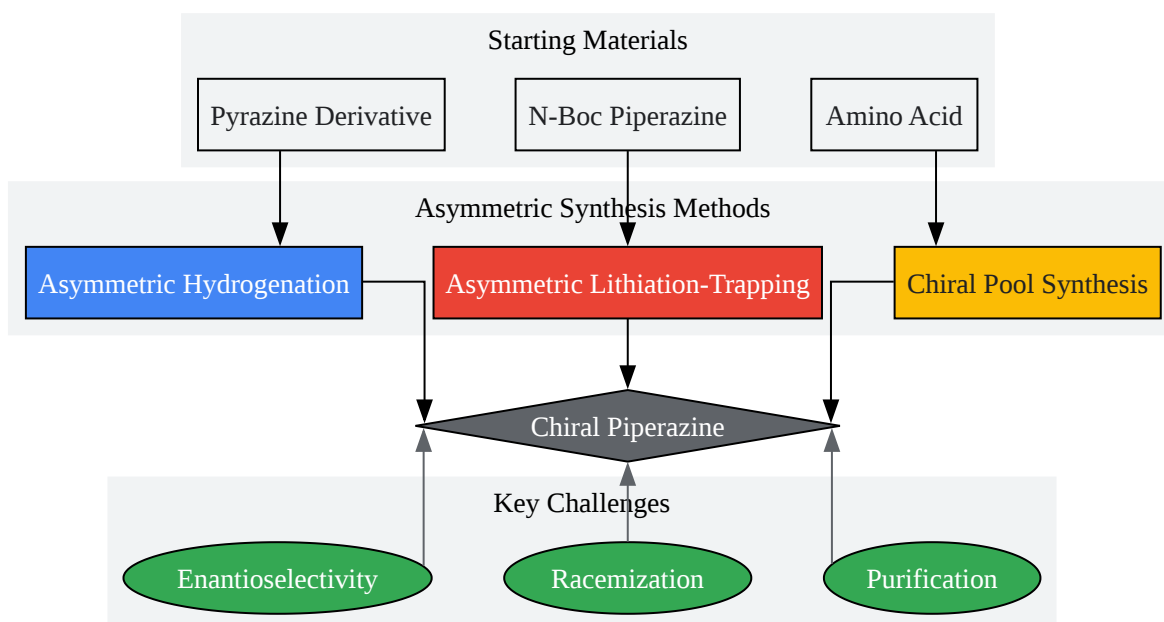 Starting Materials
Pyrazine Derivative
N-Boc Piperazine
Amino Acid
Asymmetric Synthesis Methods
Asymmetric Hydrogenation
Asymmetric Lithiation-Trapping
Chiral Pool Synthesis
Chiral Piperazine
Key Challenges
Enantioselectivity
Racemization
Purification